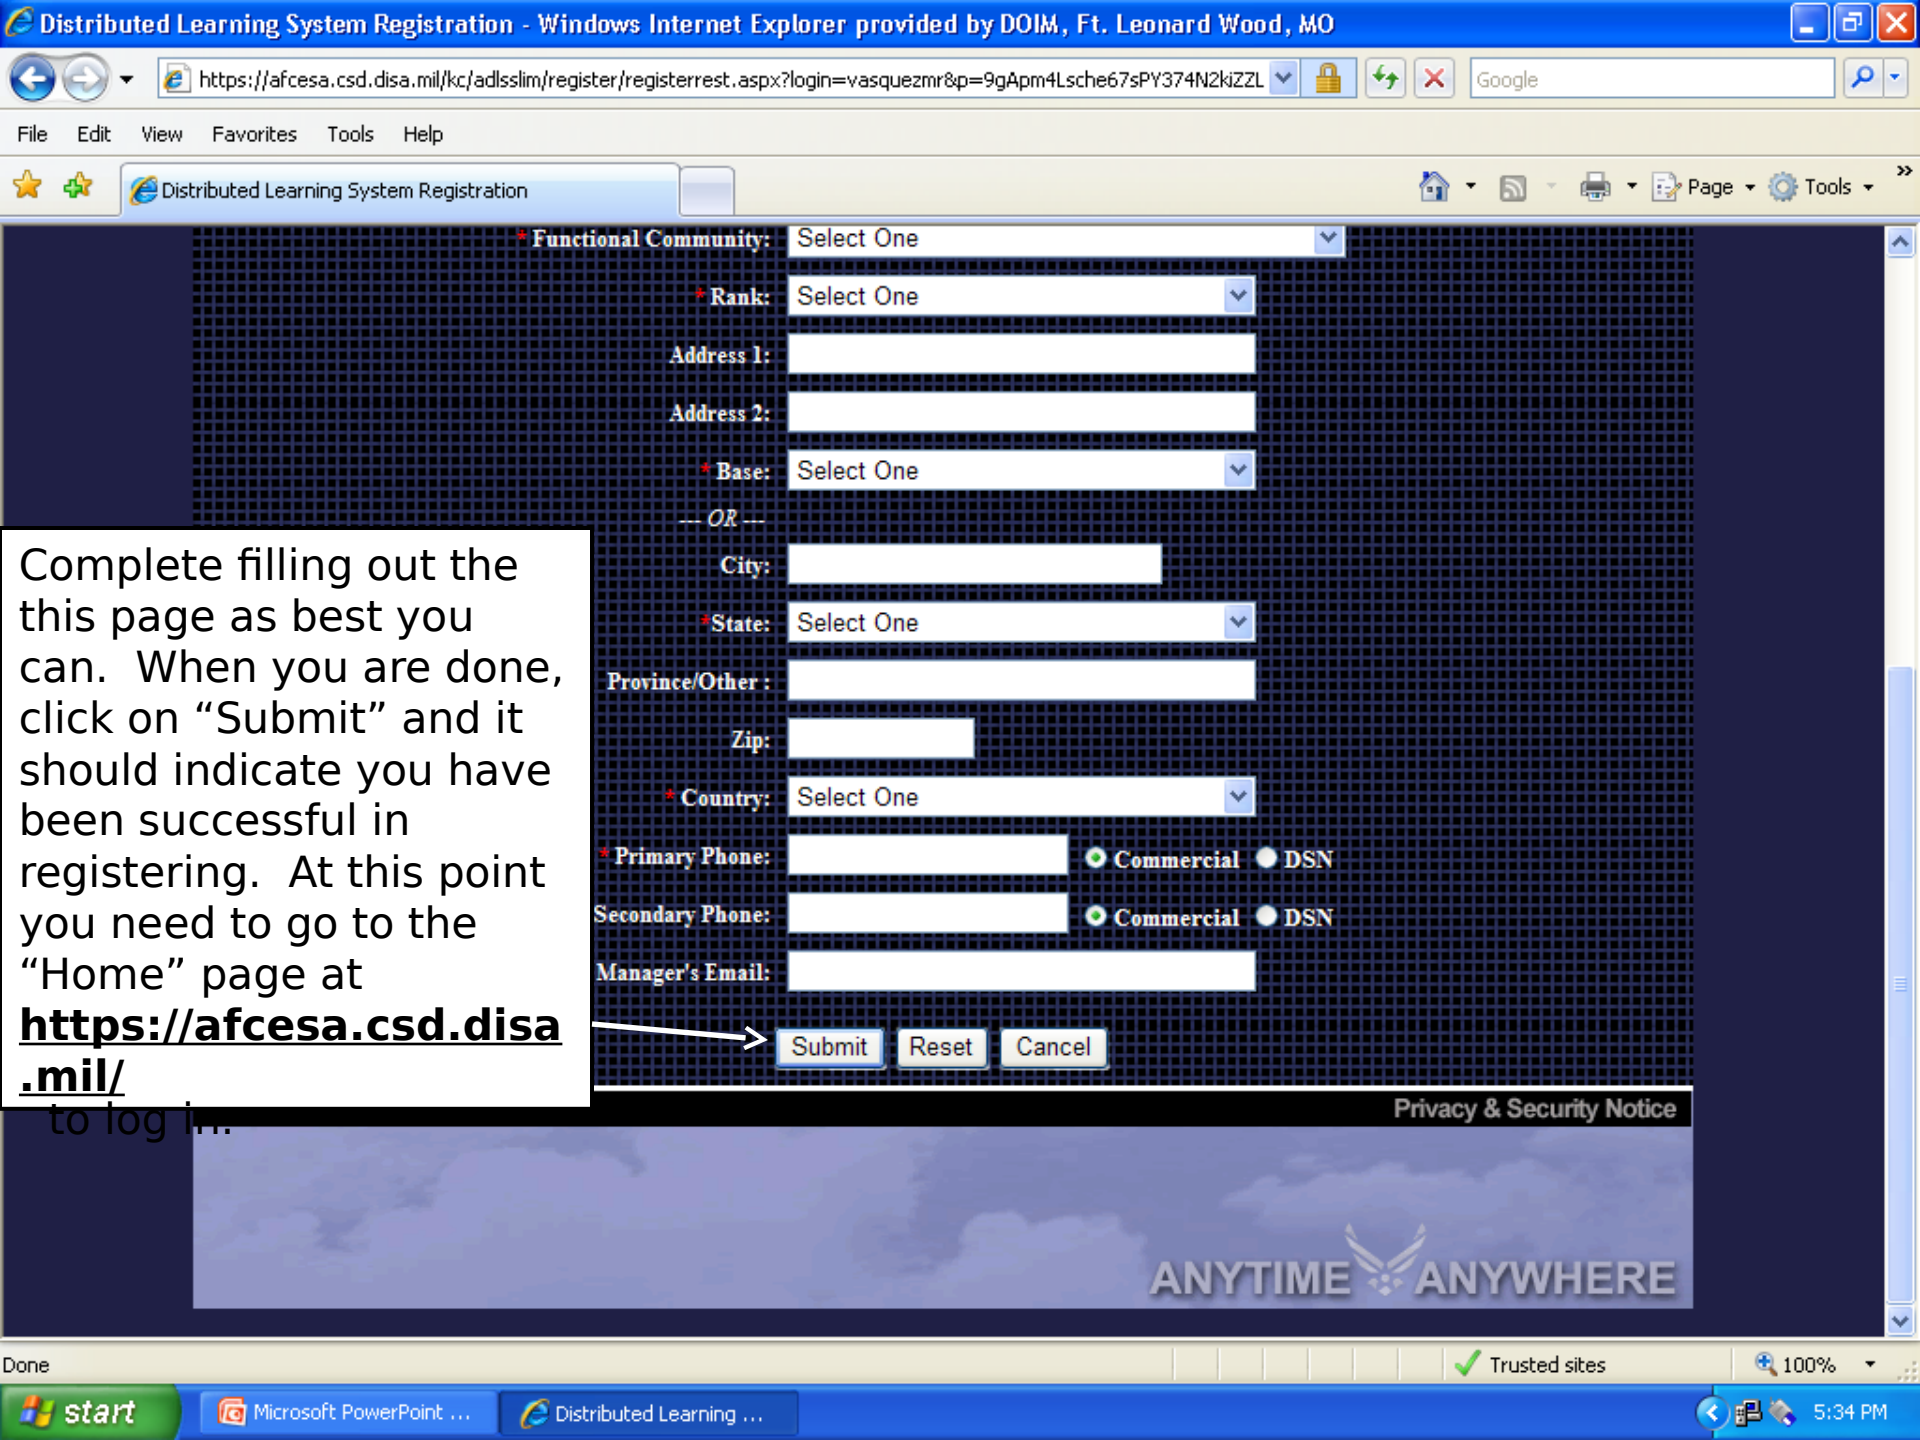 Distributed Learning System Registration - Windows Internet Explorer provided by DOIM, Ft. Leonard Wood, MO
https://afcesa.csd.disa.mil/kc/adlsslim/register/registerrest.aspx?login=vasquezmr&p=9gApm4Lsche67sPY374N2kiZZL
Google
File Edit View Favorites Tools Help
Distributed Learning System Registration
Page Tools »
* Functional Community: Select One
* Rank: Select One
Address 1:
Address 2:
* Base: Select One
--- OR ---
City:
*State: Select One
Province/Other :
Zip:
* Country: Select One
* Primary Phone: Commercial DSN
Secondary Phone: Commercial DSN
Manager's Email:
Submit Reset Cancel
Complete filling out the
this page as best you
can. When you are done,
click on “Submit” and it
should indicate you have
been successful in
registering. At this point
you need to go to the
“Home” page at
https://afcesa.csd.disa
.mil/
to log in.
Privacy & Security Notice
ANYTIME ANYWHERE
Done
Trusted sites
100%
start
Microsoft PowerPoint ...
Distributed Learning ...
5:34 PM